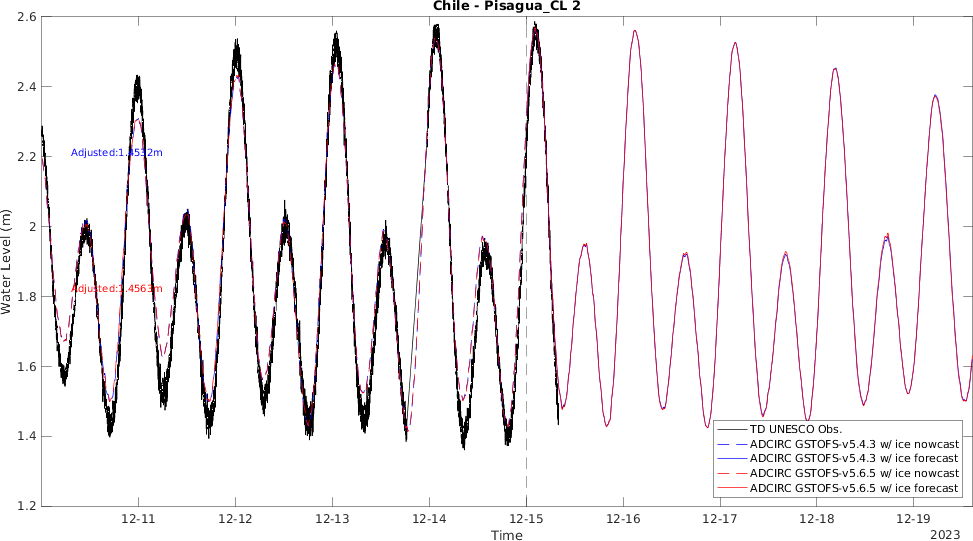 Chile - Pisagua_CL 2
2.6
2.4
2.2
2
1.8
1.6
1.4
1.2
Water Level (m)
Adjusted:1.4532m
Adjusted:1.4563m
TD UNESCO Obs.
ADCIRC GSTOFS-v5.4.3 w/ ice nowcast
ADCIRC GSTOFS-v5.4.3 w/ ice forecast
ADCIRC GSTOFS-v5.6.5 w/ ice nowcast
ADCIRC GSTOFS-v5.6.5 w/ ice forecast
12-11 12-12 12-13 12-14 12-15 12-16 12-17 12-18 12-19
Time
2023